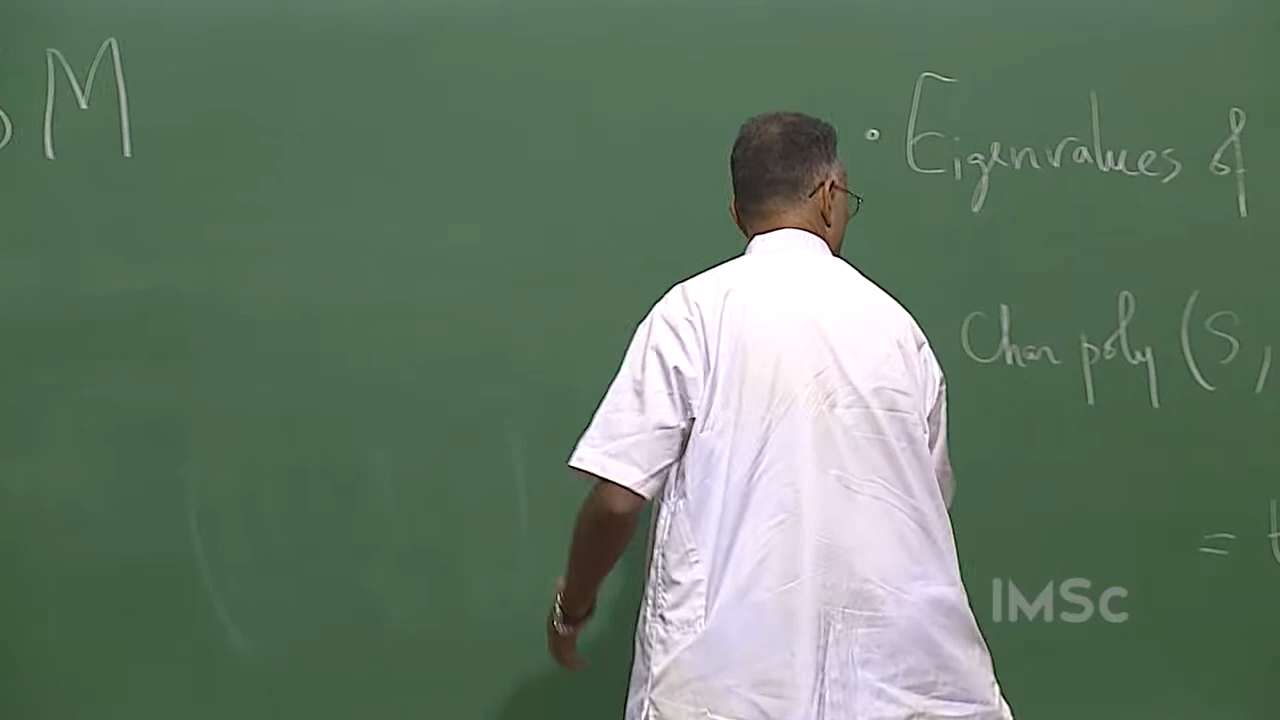 M
• Eigenvalues of
Char poly (S,
= t
IMSc